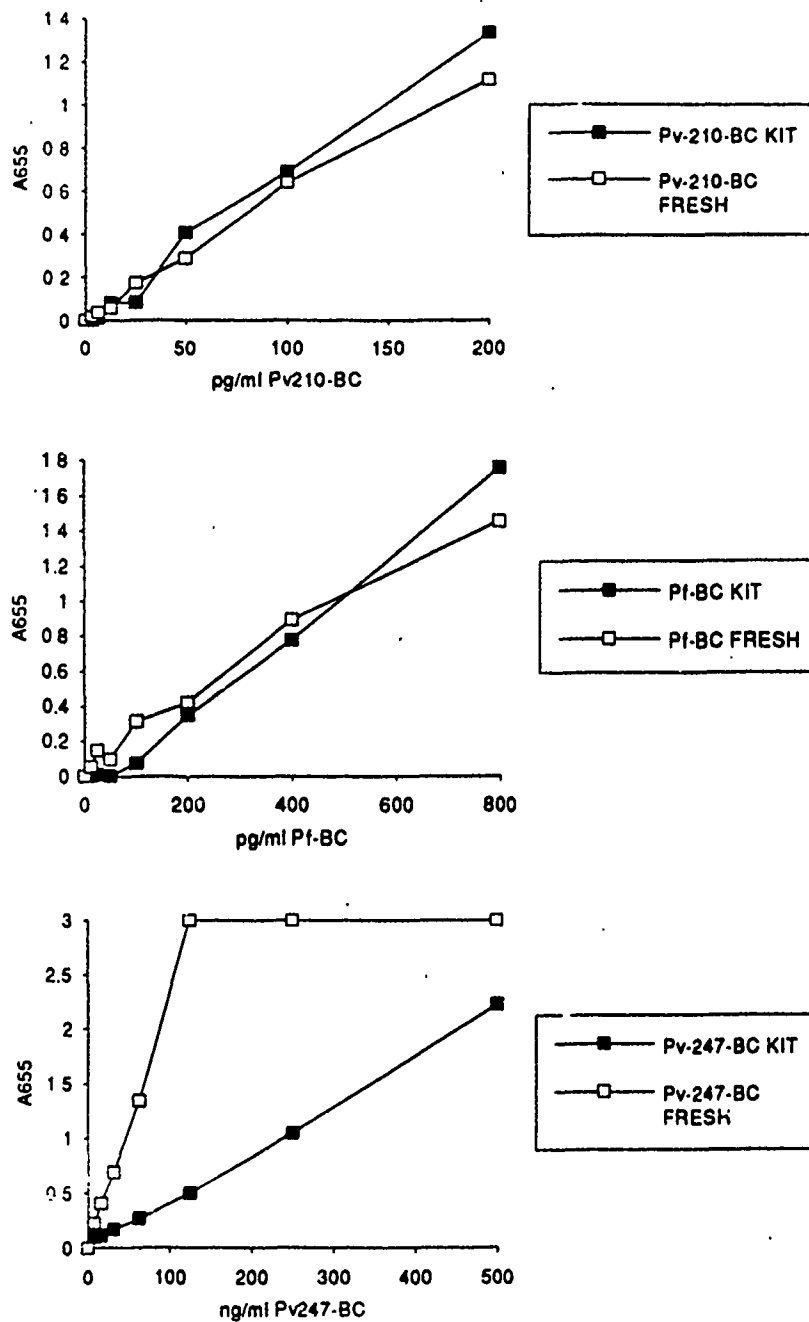 1 4
1 2
1
0 8
0 6
0 4
0 2
0
A655
0 50 100 150 200
pg/ml Pv210-BC
Pv-210-BC KIT
Pv-210-BC
FRESH
1 8
1 6
1 4
1 2
1
0.8
0.6
0.4
0.2
0
A655
0 200 400 600 800
pg/ml Pf-BC
Pf-BC KIT
Pf-BC FRESH
3
2.5
2
1 5
1
0.5
0
A655
0 100 200 300 400 500
ng/ml Pv247-BC
Pv-247-BC KIT
Pv-247-BC
FRESH